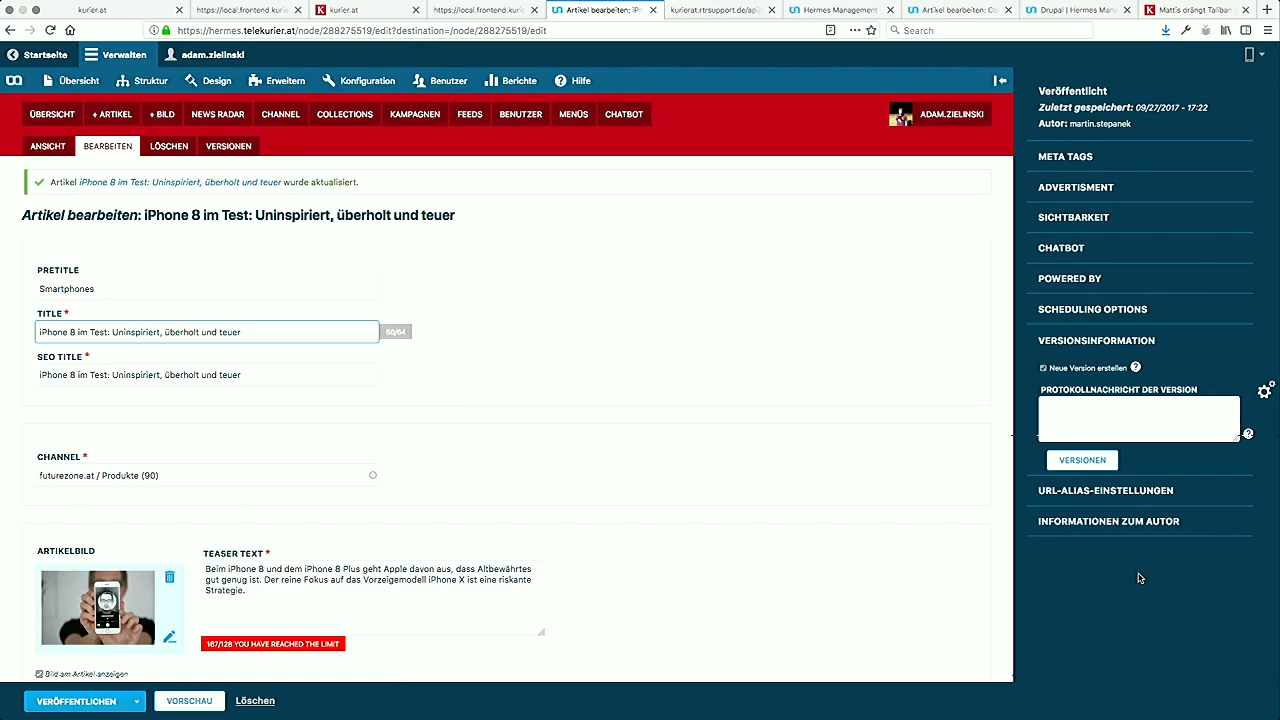 kurier.at
https://local.frontend.kurie
kurier.at
https://local.frontend.kurie
Artikel bearbeiten: iPh
kurierat.rtrsupport.de/api/
Hermes Management
Artikel bearbeiten: Co
Drupal | Hermes Mana
Mattis drängt Taliban
https://hermes.telekurier.at/node/288275519/edit?destination=/node/288275519/edit
Search
Startseite
Verwalten
adam.zielinski
Übersicht
Struktur
Design
Erweitern
Konfiguration
Benutzer
Berichte
Hilfe
ÜBERSICHT
+ ARTIKEL
+ BILD
NEWS RADAR
CHANNEL
COLLECTIONS
KAMPAGNEN
FEEDS
BENUTZER
MENÜS
CHATBOT
ADAM.ZIELINSKI
ANSICHT
BEARBEITEN
LÖSCHEN
VERSIONEN
Artikel iPhone 8 im Test: Uninspiriert, überholt und teuer wurde aktualisiert.
Artikel bearbeiten: iPhone 8 im Test: Uninspiriert, überholt und teuer
PRETITLE
Smartphones
TITLE *
iPhone 8 im Test: Uninspiriert, überholt und teuer
50/64
SEO TITLE *
iPhone 8 im Test: Uninspiriert, überholt und teuer
CHANNEL *
futurezone.at / Produkte (90)
ARTIKELBILD
Bild am Artikel anzeigen
TEASER TEXT *
Beim iPhone 8 und dem iPhone 8 Plus geht Apple davon aus, dass Altbewährtes
gut genug ist. Der reine Fokus auf das Vorzeigemodell iPhone X ist eine riskante
Strategie.
167/128 YOU HAVE REACHED THE LIMIT
VERÖFFENTLICHEN
VORSCHAU
Löschen
Veröffentlicht
Zuletzt gespeichert: 09/27/2017 - 17:22
Autor: martin.stepanek
META TAGS
ADVERTISMENT
SICHTBARKEIT
CHATBOT
POWERED BY
SCHEDULING OPTIONS
VERSIONSINFORMATION
Neue Version erstellen
PROTOKOLLNACHRICHT DER VERSION
VERSIONEN
URL-ALIAS-EINSTELLUNGEN
INFORMATIONEN ZUM AUTOR